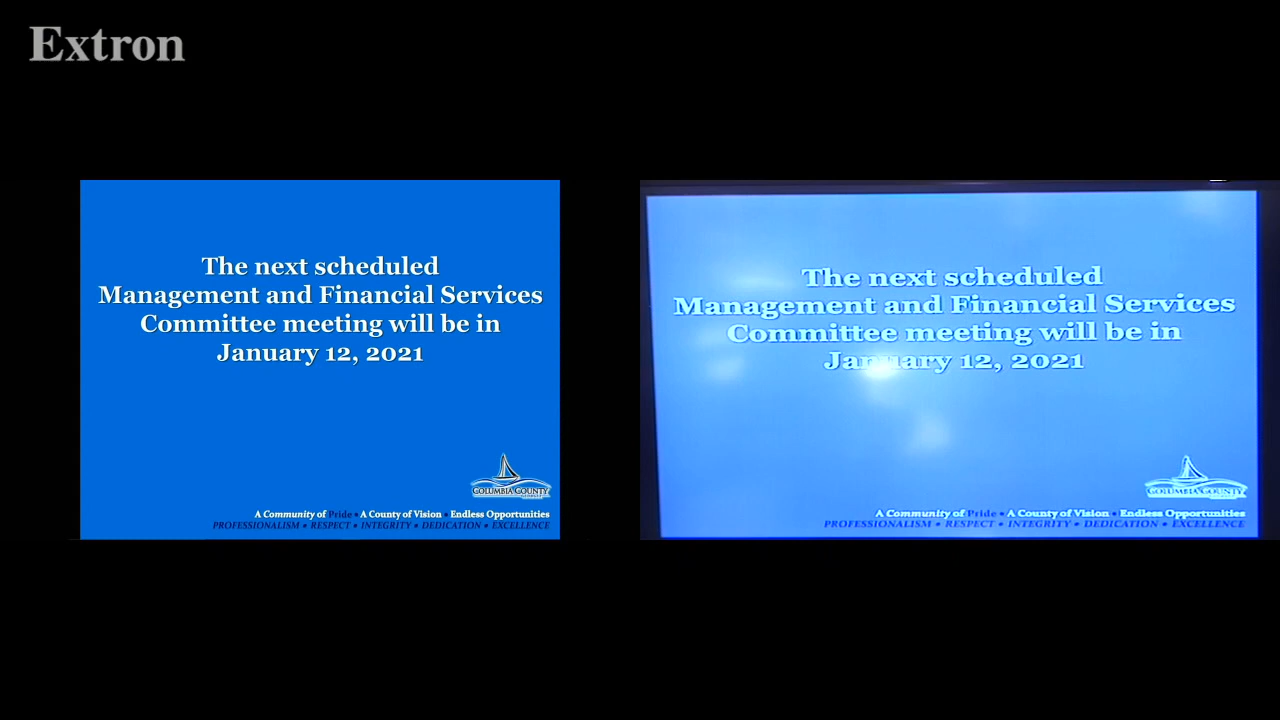 Extron
The next scheduled
Management and Financial Services
Committee meeting will be in
January 12, 2021
COLUMBIA COUNTY
A Community of Pride • A County of Vision • Endless Opportunities
PROFESSIONALISM • RESPECT • INTEGRITY • DEDICATION • EXCELLENCE
The next scheduled
Management and Financial Services
Committee meeting will be in
January 12, 2021
COLUMBIA COUNTY
A Community of Pride • A County of Vision • Endless Opportunities
PROFESSIONALISM • RESPECT • INTEGRITY • DEDICATION • EXCELLENCE